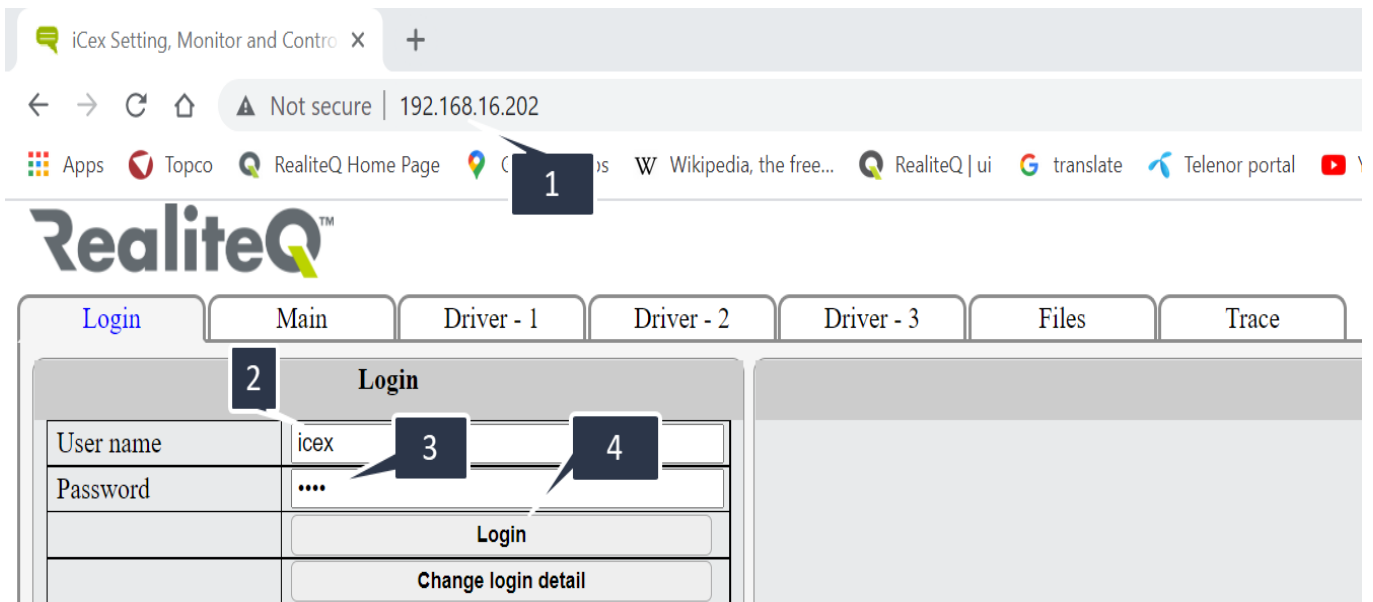 iCex Setting, Monitor and Contro
Not secure 192.168.16.202
Apps Topco RealiteQ Home Page Wikipedia, the free... RealiteQ | ui translate Telenor portal
1
RealiteQ™
Login Main Driver - 1 Driver - 2 Driver - 3 Files Trace
2 Login
User name icex 3 4
Password ••••
Login
Change login detail